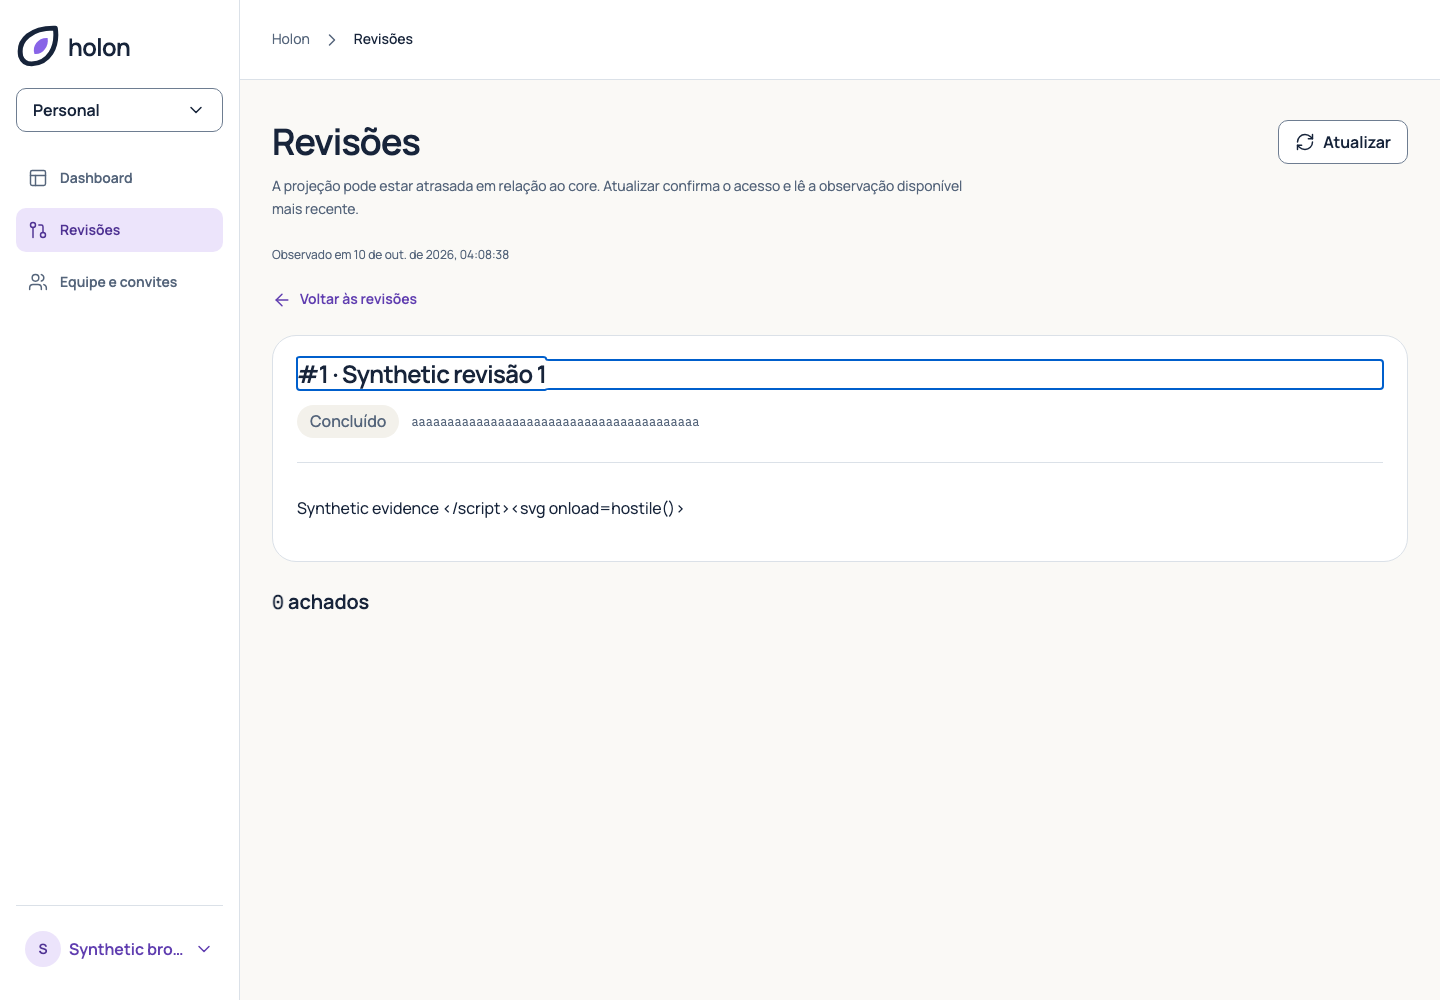 holon
Personal
Dashboard
Revisões
Equipe e convites
Synthetic bro...
S
Holon
Revisões
Revisões
Atualizar
A projeção pode estar atrasada em relação ao core. Atualizar confirma o acesso e lê a observação disponível
mais recente.
Observado em 10 de out. de 2026, 04:08:38
Voltar às revisões
#1 · Synthetic revisão 1
Concluído
aaaaaaaaaaaaaaaaaaaaaaaaaaaaaaaaaaaaaaaa
Synthetic evidence </script><svg onload=hostile()>
0 achados